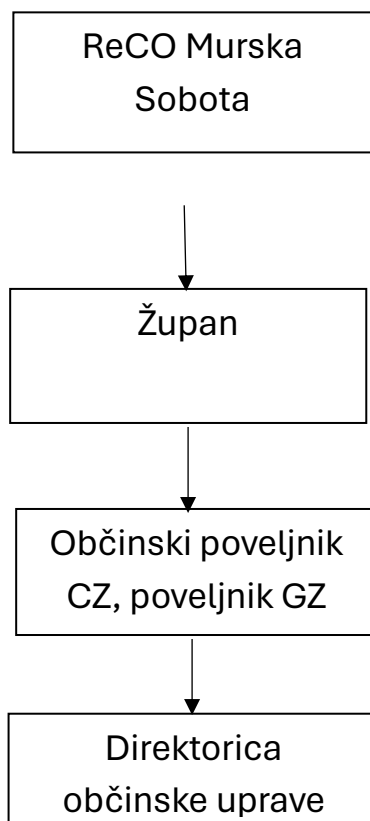 ReCO Murska
Sobota
Župan
Občinski poveljnik
CZ, poveljnik GZ
Direktorica
občinske uprave